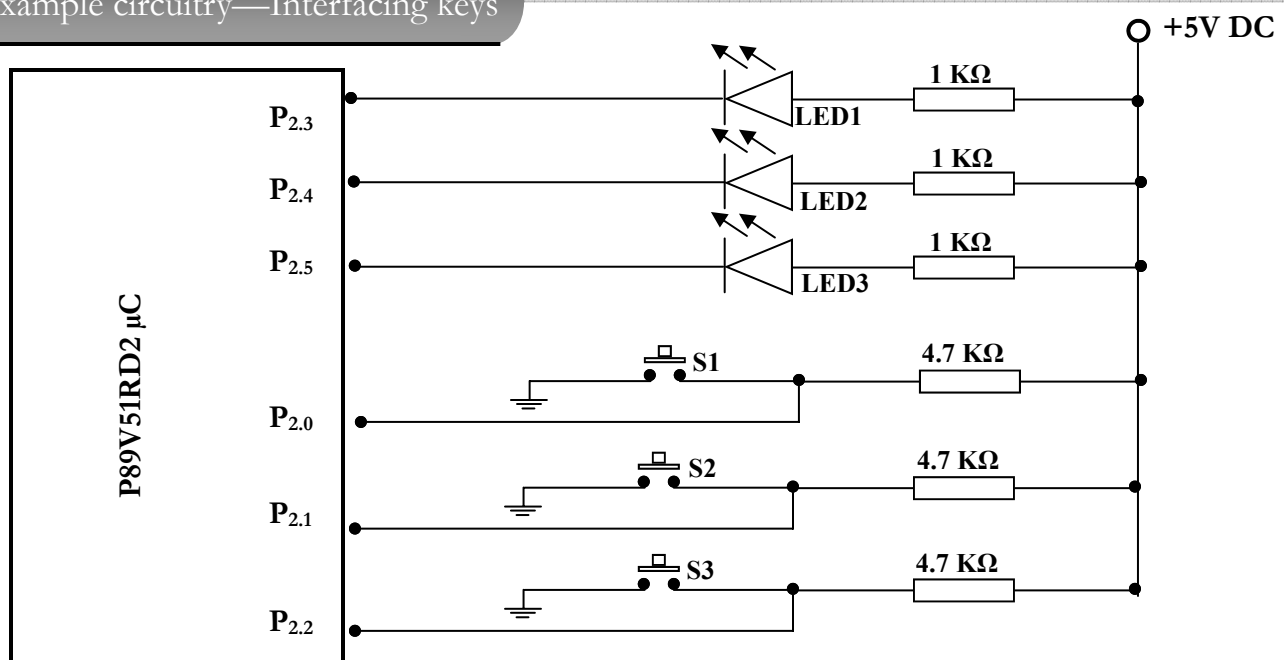 xample circuitry—Interfacing keys
+5V DC
1 KΩ
P2.3
LED1
1 KΩ
P2.4
LED2
1 KΩ
P2.5
LED3
P89V51RD2 µC
4.7 KΩ
S1
P2.0
4.7 KΩ
S2
P2.1
4.7 KΩ
S3
P2.2